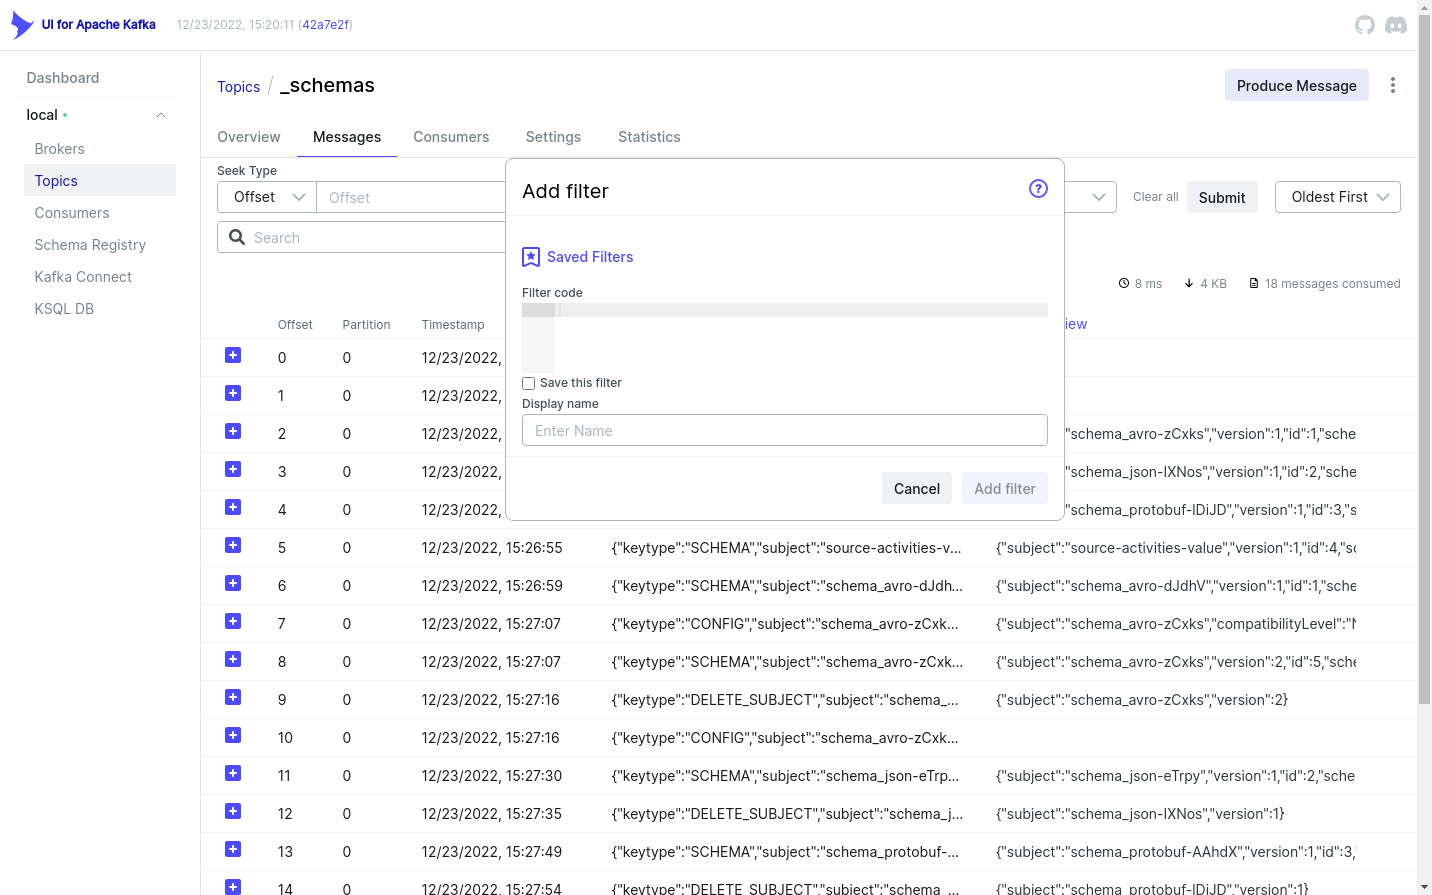 UI for Apache Kafka
12/23/2022, 15:20:11 (42a7e2f)
Dashboard
local
Brokers
Topics
Consumers
Schema Registry
Kafka Connect
KSQL DB
Topics / _schemas
Produce Message
Overview Messages Consumers Settings Statistics
Seek Type
Offset Offset
Clear all Submit Oldest First
Search
8 ms 4 KB 18 messages consumed
Add filter
Saved Filters
Filter code
Save this filter
Display name
Enter Name
Cancel Add filter
Offset Partition Timestamp iew
0 0 12/23/2022,
1 0 12/23/2022,
2 0 12/23/2022, "schema_avro-zCxks","version":1,"id":1,"sche
3 0 12/23/2022, "schema_json-IXNos","version":1,"id":2,"sche
4 0 12/23/2022, "schema_protobuf-IDiJD","version":1,"id":3,"s
5 0 12/23/2022, 15:26:55 {"keytype":"SCHEMA","subject":"source-activities-v... {"subject":"source-activities-value","version":1,"id":4,"sc
6 0 12/23/2022, 15:26:59 {"keytype":"SCHEMA","subject":"schema_avro-dJdh... {"subject":"schema_avro-dJdhV","version":1,"id":1,"sche
7 0 12/23/2022, 15:27:07 {"keytype":"CONFIG","subject":"schema_avro-zCxk... {"subject":"schema_avro-zCxks","compatibilityLevel":"N
8 0 12/23/2022, 15:27:07 {"keytype":"SCHEMA","subject":"schema_avro-zCxk... {"subject":"schema_avro-zCxks","version":2,"id":5,"sche
9 0 12/23/2022, 15:27:16 {"keytype":"DELETE_SUBJECT","subject":"schema_... {"subject":"schema_avro-zCxks","version":2}
10 0 12/23/2022, 15:27:16 {"keytype":"CONFIG","subject":"schema_avro-zCxk...
11 0 12/23/2022, 15:27:30 {"keytype":"SCHEMA","subject":"schema_json-eTrp... {"subject":"schema_json-eTrpy","version":1,"id":2,"sche
12 0 12/23/2022, 15:27:35 {"keytype":"DELETE_SUBJECT","subject":"schema_j... {"subject":"schema_json-IXNos","version":1}
13 0 12/23/2022, 15:27:49 {"keytype":"SCHEMA","subject":"schema_protobuf-... {"subject":"schema_protobuf-AAhdX","version":1,"id":3,
14 0 12/23/2022, 15:27:54 {"keytype":"DELETE_SUBJECT","subject":"schema_... {"subject":"schema_protobuf-IDiJD","version":1}